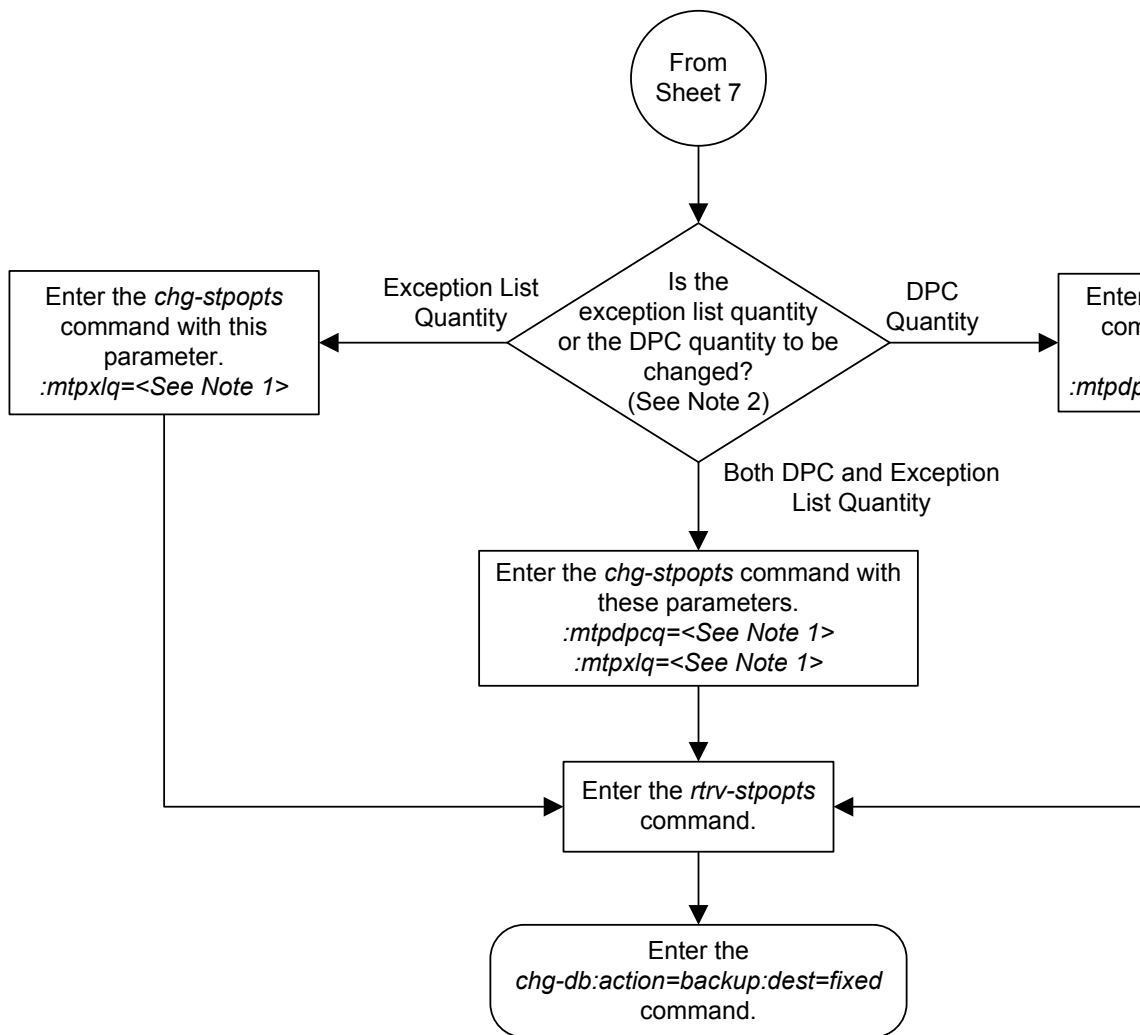 From
Sheet 7
Is the
exception list quantity
or the DPC quantity to be
changed?
(See Note 2)
Exception List
Quantity
DPC
Quantity
Enter the chg-stpopts
command with this
parameter.
:mtpxlq=<See Note 1>
Enter
:mtpdp
Both DPC and Exception
List Quantity
Enter the chg-stpopts command with
these parameters.
:mtpdpcq=<See Note 1>
:mtpxlq=<See Note 1>
Enter the rtrv-stpopts
command.
Enter the
chg-db:action=backup:dest=fixed
command.